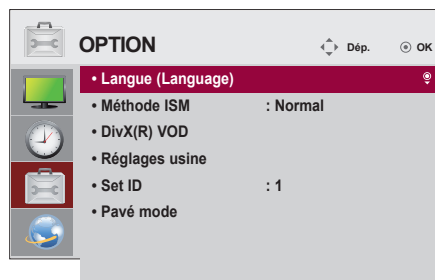 OPTION
Dép.
OK
• Langue (Language)
• Méthode ISM : Normal
• DivX(R) VOD
• Réglages usine
• Set ID : 1
• Pavé mode